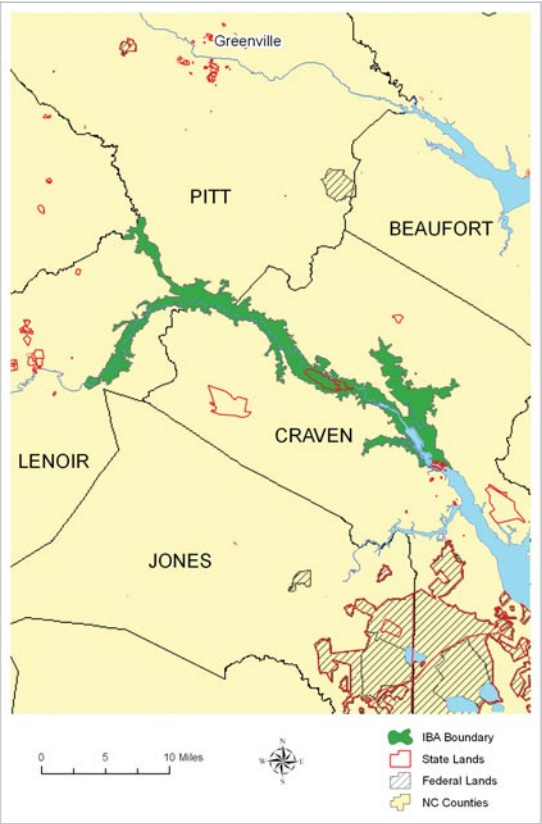 Greenville
PITT
BEAUFORT
CRAVEN
LENOIR
JONES
0 5 10 Miles
N
W E
S
IBA Boundary
State Lands
Federal Lands
NC Counties